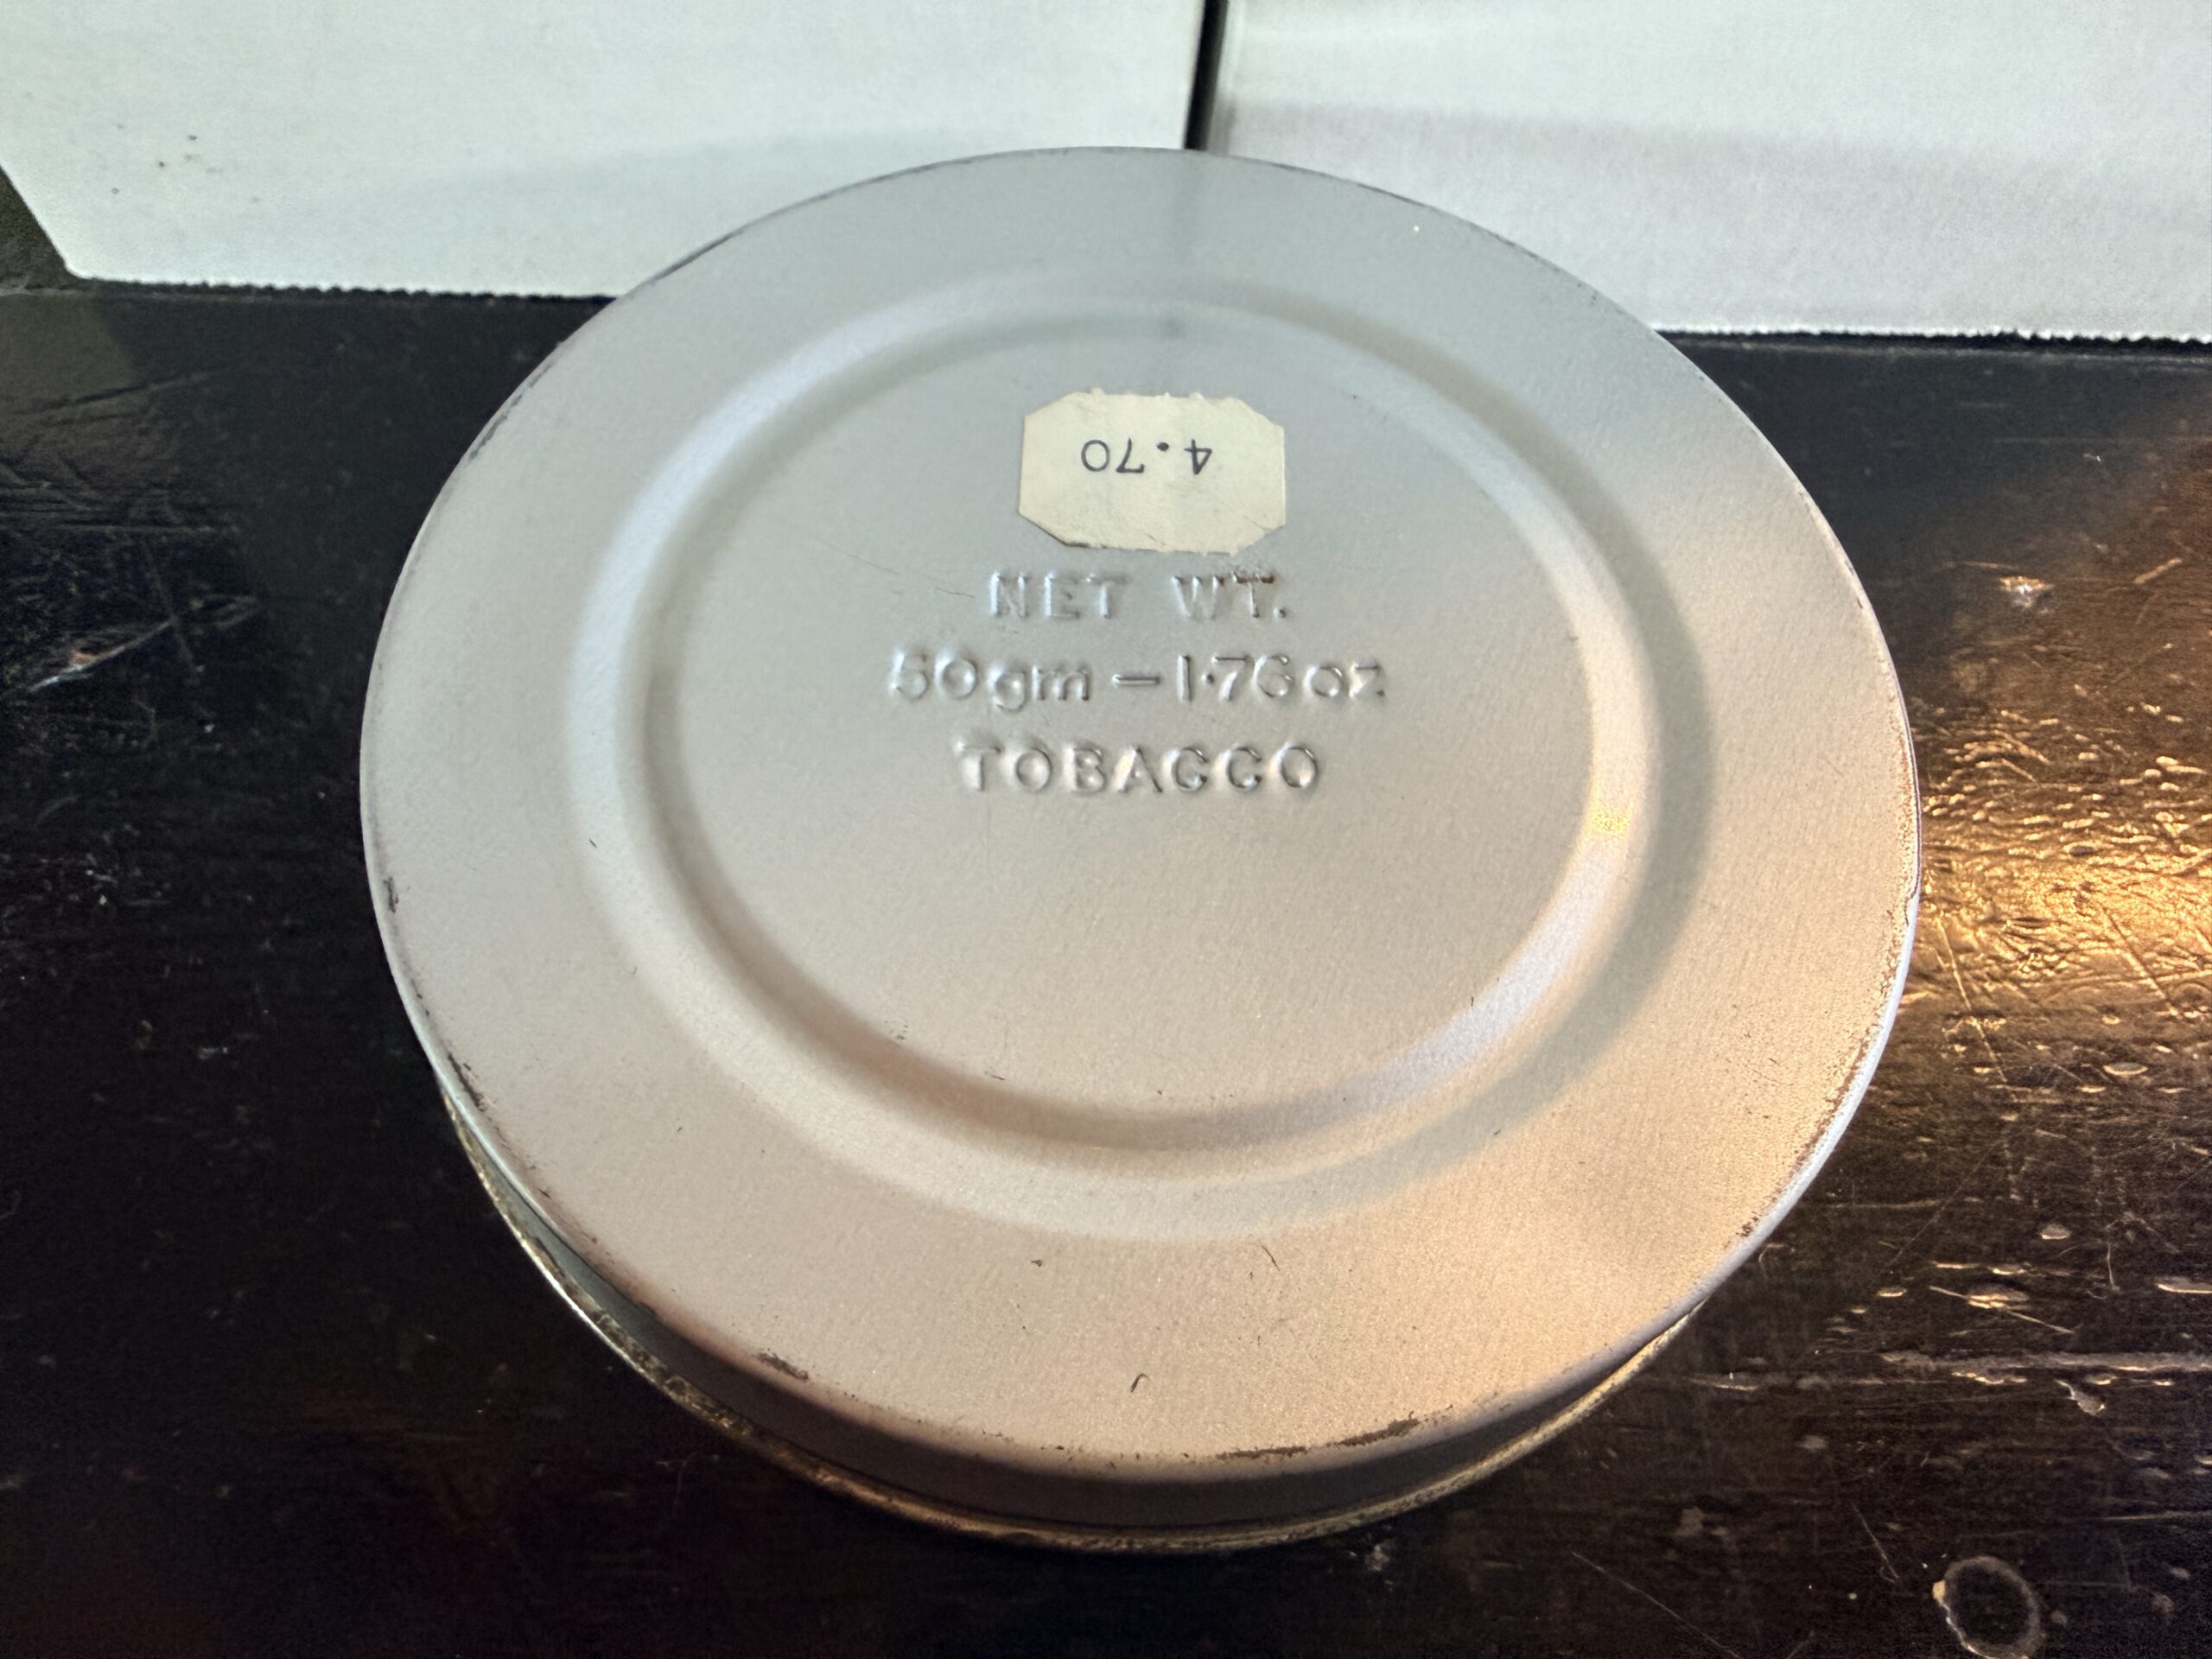 4.70
NET WT.
50gm – 1.76oz
TOBACCO